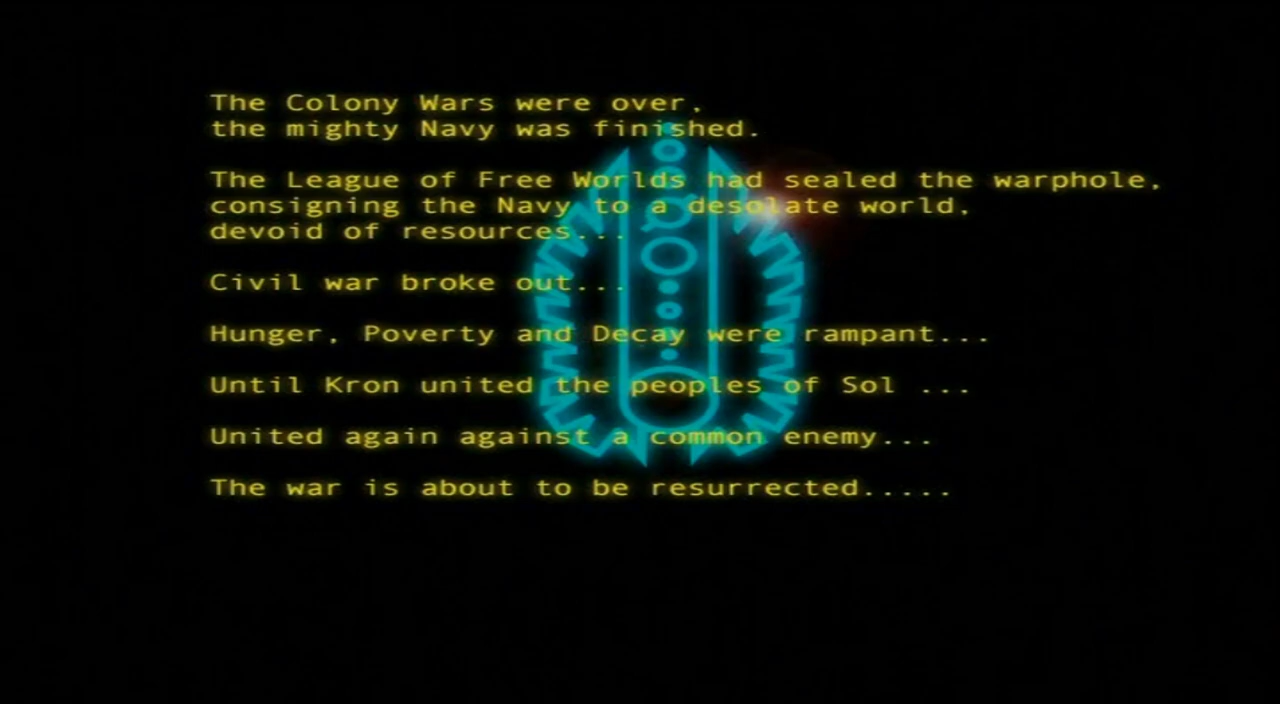 The Colony Wars were over,
the mighty Navy was finished.
The League of Free Worlds had sealed the warphole,
consigning the Navy to a desolate world,
devoid of resources...
Civil war broke out...
Hunger, Poverty and Decay were rampant...
Until Kron united the peoples of Sol ...
United again against a common enemy...
The war is about to be resurrected.....